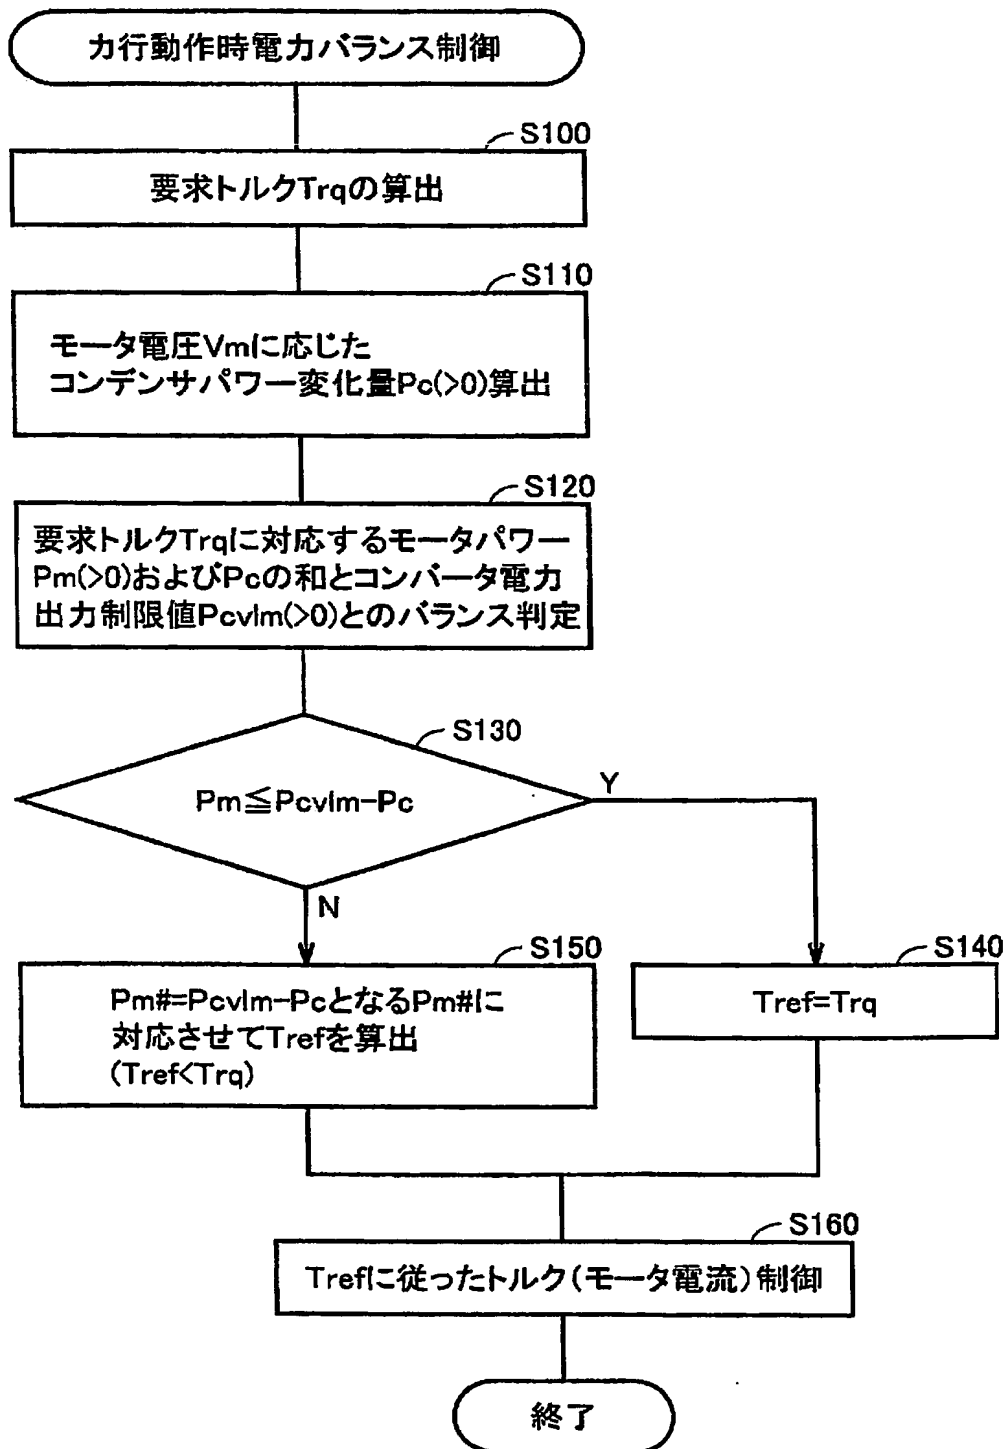 力行動作時電力バランス制御
S100
要求トルクTrqの算出
S110
モータ電圧Vmに応じた
コンデンサパワー変化量Pc(>0)算出
S120
要求トルクTrqに対応するモータパワー
Pm(>0)およびPcの和とコンバータ電力
出力制限値Pcvlm(>0)とのバランス判定
S130
Pm≦Pcvlm-Pc
Y
N
S150
Pm#=Pcvlm-PcとなるPm#に
対応させてTrefを算出
(Tref<Trq)
S140
Tref=Trq
S160
Trefに従ったトルク(モータ電流)制御
終了